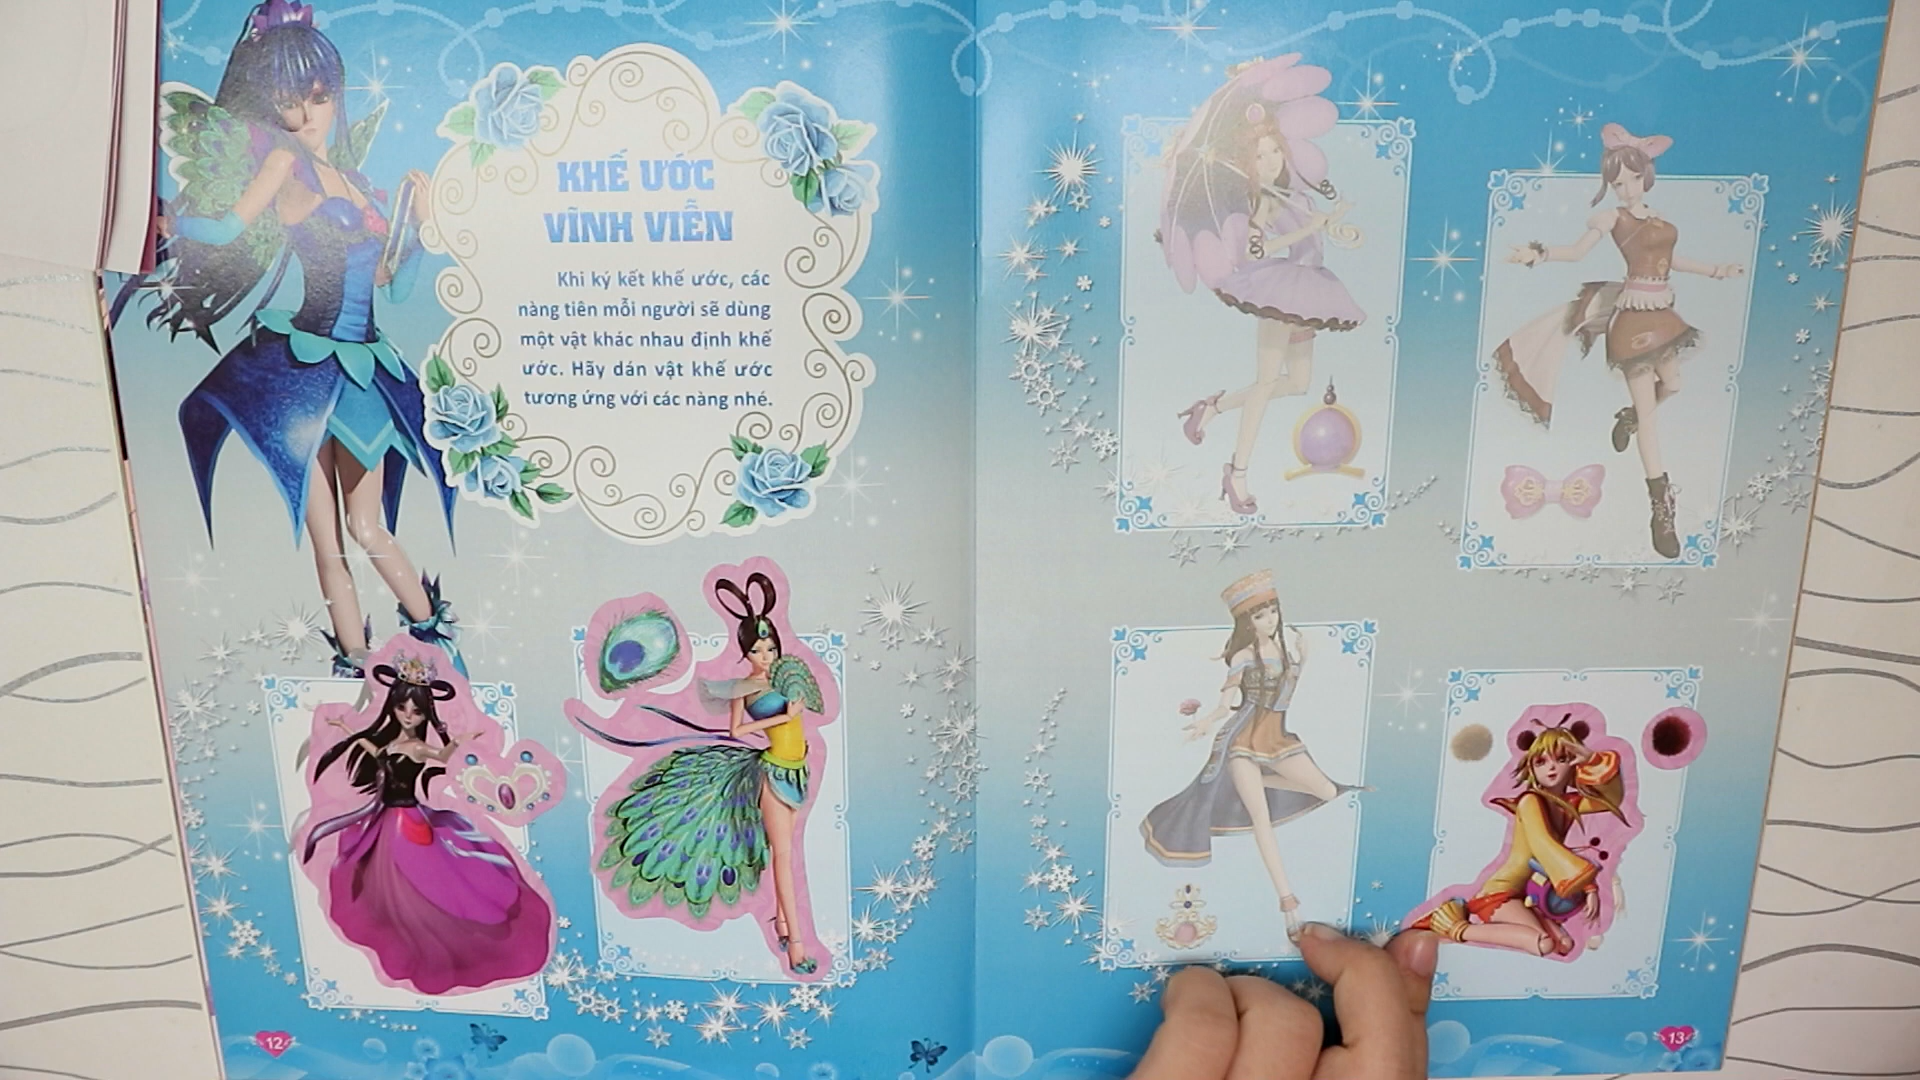 KHẾ ƯỚC
VĨNH VIỄN
Khi ký kết khế ước, các
nàng tiên mỗi người sẽ dùng
một vật khác nhau định khế
ước. Hãy dán vật khế ước
tương ứng với các nàng nhé.
12
13